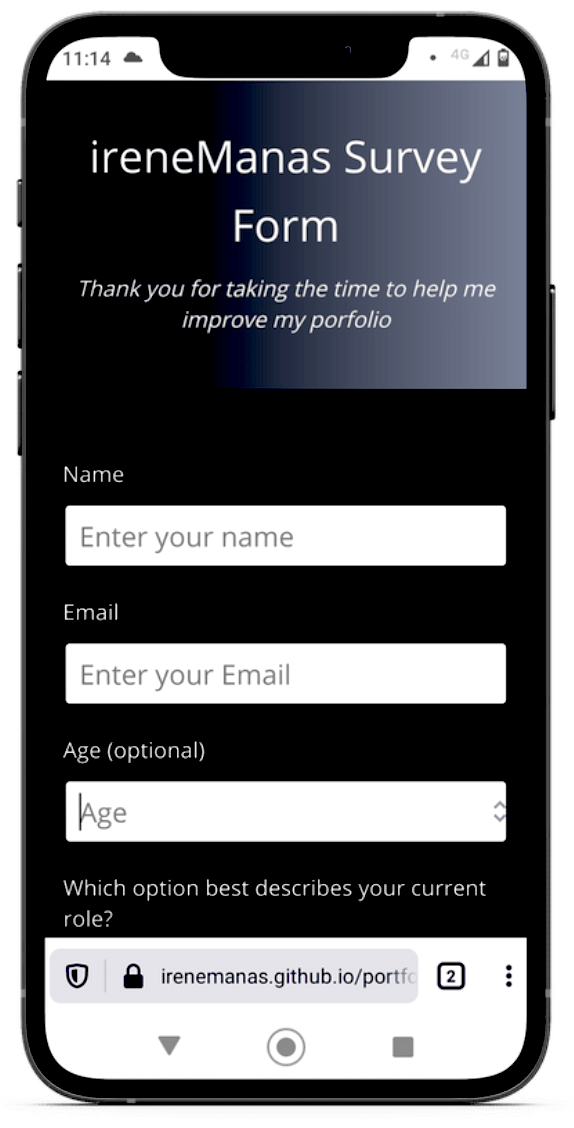 11:14
4G
ireneManas Survey
Form
Thank you for taking the time to help me
improve my porfolio
Name
Enter your name
Email
Enter your Email
Age (optional)
Age
Which option best describes your current
role?
irenemanas.github.io/portfo
2